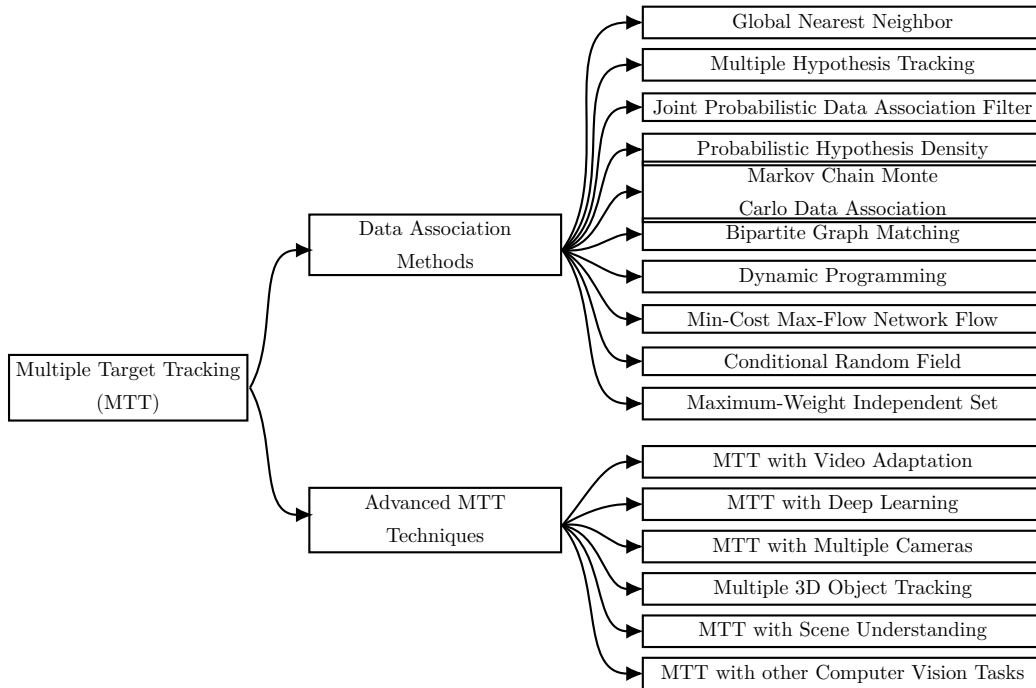 Multiple Target Tracking
(MTT)
Data Association
Methods
Global Nearest Neighbor
Multiple Hypothesis Tracking
Joint Probabilistic Data Association Filter
Probabilistic Hypothesis Density
Markov Chain Monte
Carlo Data Association
Bipartite Graph Matching
Dynamic Programming
Min-Cost Max-Flow Network Flow
Conditional Random Field
Maximum-Weight Independent Set
Advanced MTT
Techniques
MTT with Video Adaptation
MTT with Deep Learning
MTT with Multiple Cameras
Multiple 3D Object Tracking
MTT with Scene Understanding
MTT with other Computer Vision Tasks